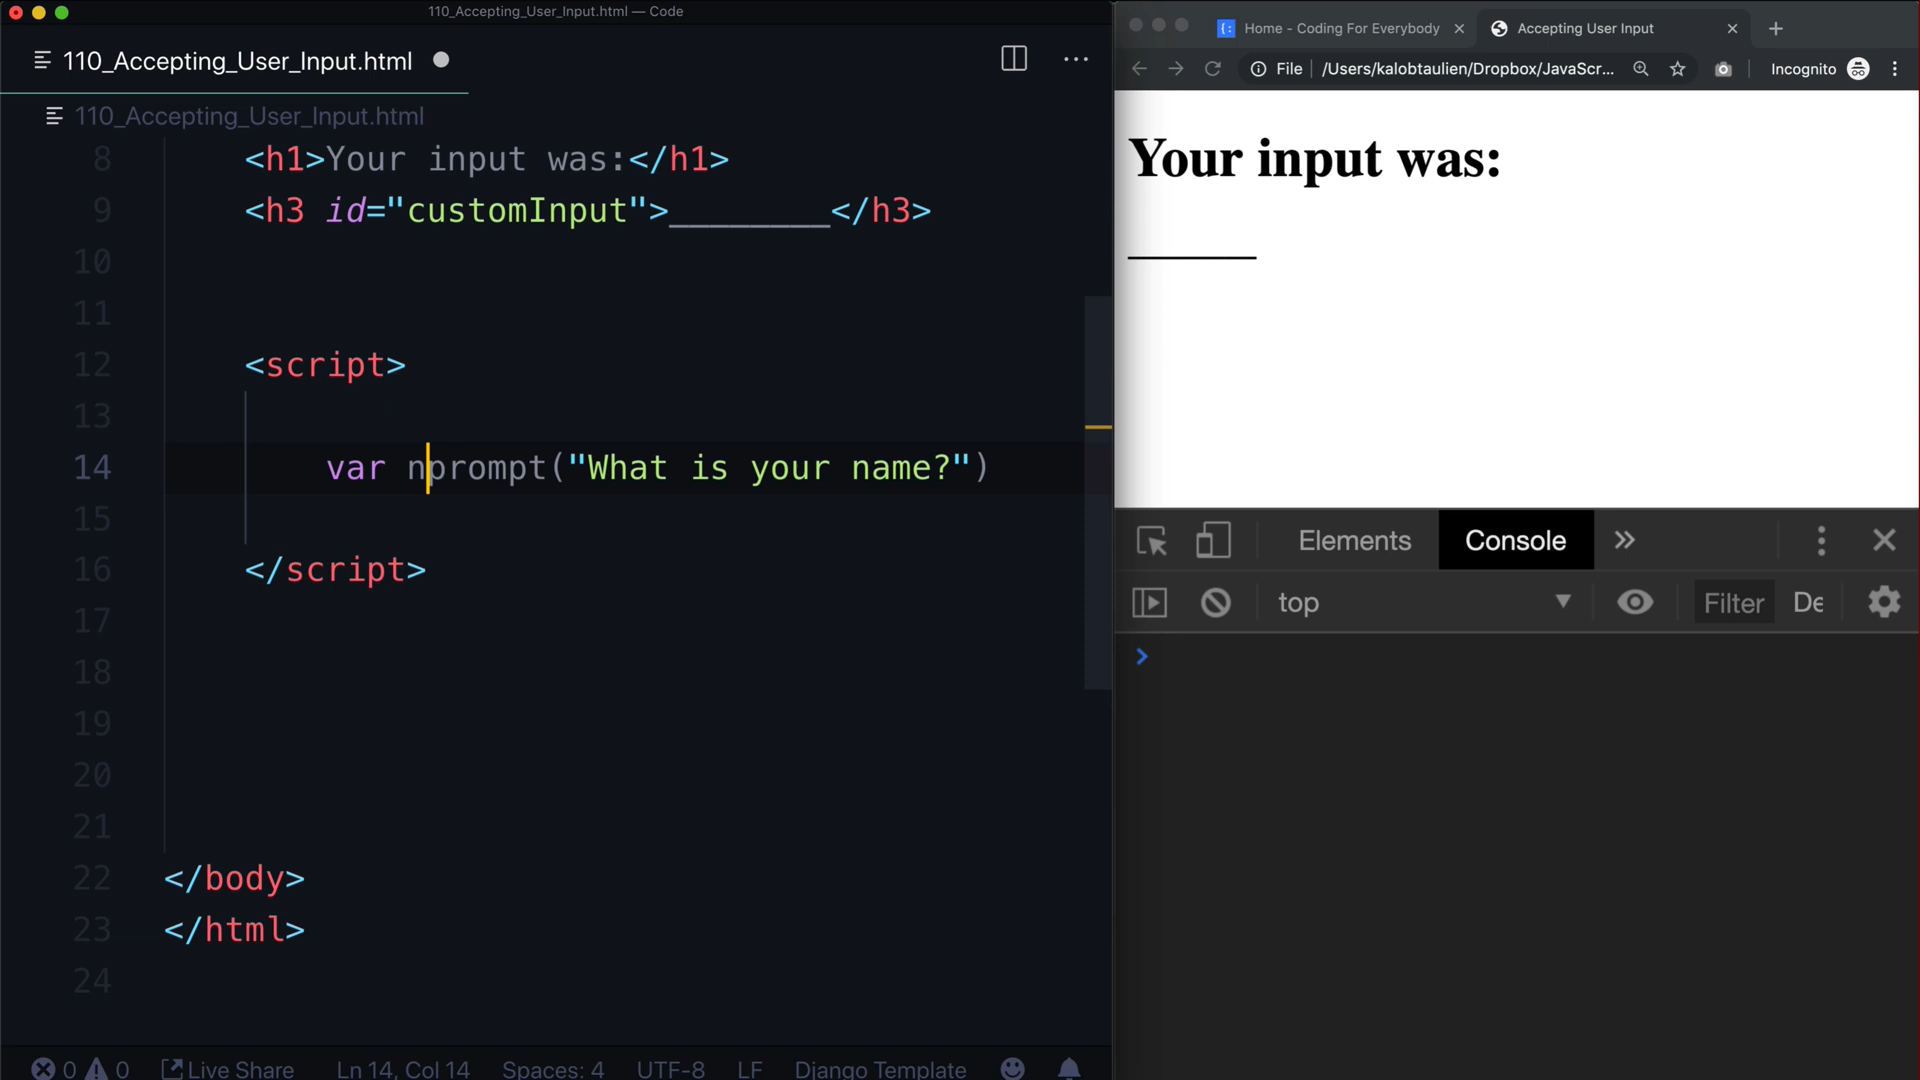 110_Accepting_User_Input.html — Code
110_Accepting_User_Input.html
110_Accepting_User_Input.html
8 <h1>Your input was:</h1>
9 <h3 id="customInput">________</h3>
10
11
12 <script>
13
14 var nprompt("What is your name?")
15
16 </script>
17
18
19
20
21
22 </body>
23 </html>
24
0 0 Live Share Ln 14, Col 14 Spaces: 4 UTF-8 LF Django Template
Home - Coding For Everybody
Accepting User Input
File /Users/kalobtaulien/Dropbox/JavaScr... Incognito
Your input was:
________
Elements Console
top Filter De